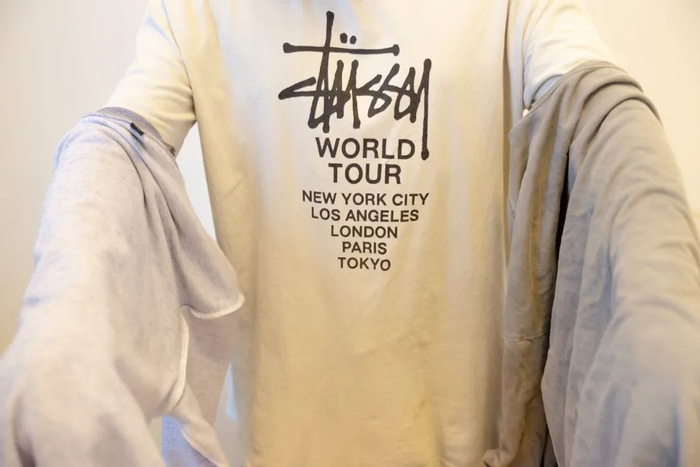 Stüssy
WORLD
TOUR
NEW YORK CITY
LOS ANGELES
LONDON
PARIS
TOKYO